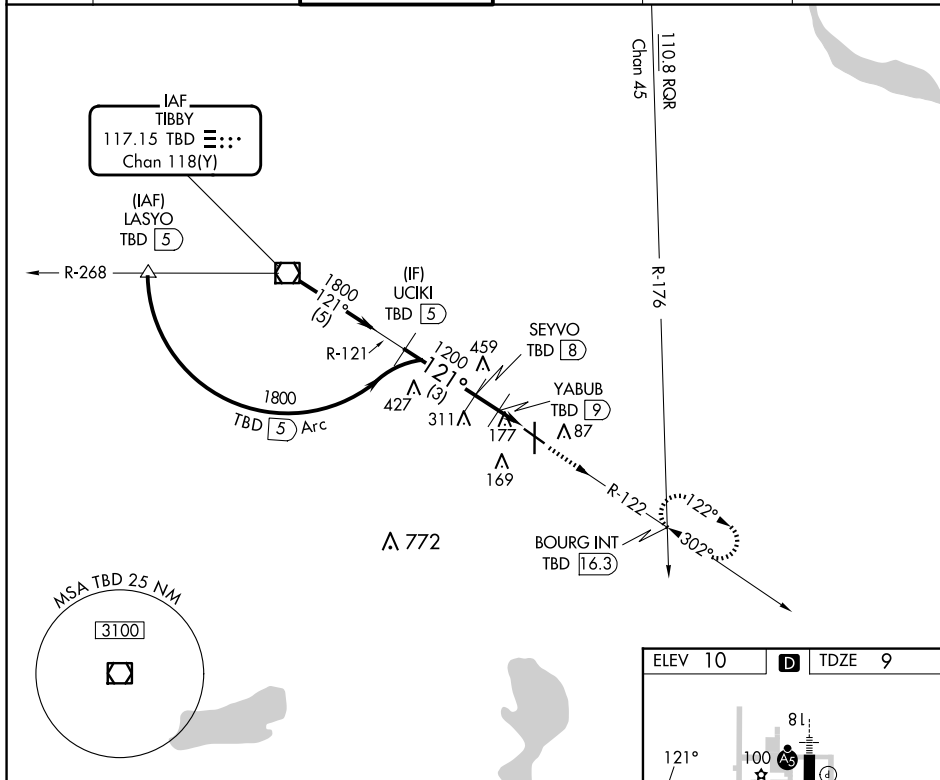 IAF
TIBBY
117.15 TBD
Chan 118(Y)
(IAF)
LASYO
TBD 5
R-268
1800
121°
(5)
(IF)
UCIKI
TBD 5
R-121
1800
TBD 5 Arc
1200
121°
(3)
459
427
311
SEYVO
TBD 8
YABUB
TBD 9
177
87
169
772
110.8 RQR
Chan 45
R-176
R-122
122°
302°
BOURG INT
TBD 16.3
MSA TBD 25 NM
3100
ELEV 10
D
TDZE 9
121°
100
A5
18
P